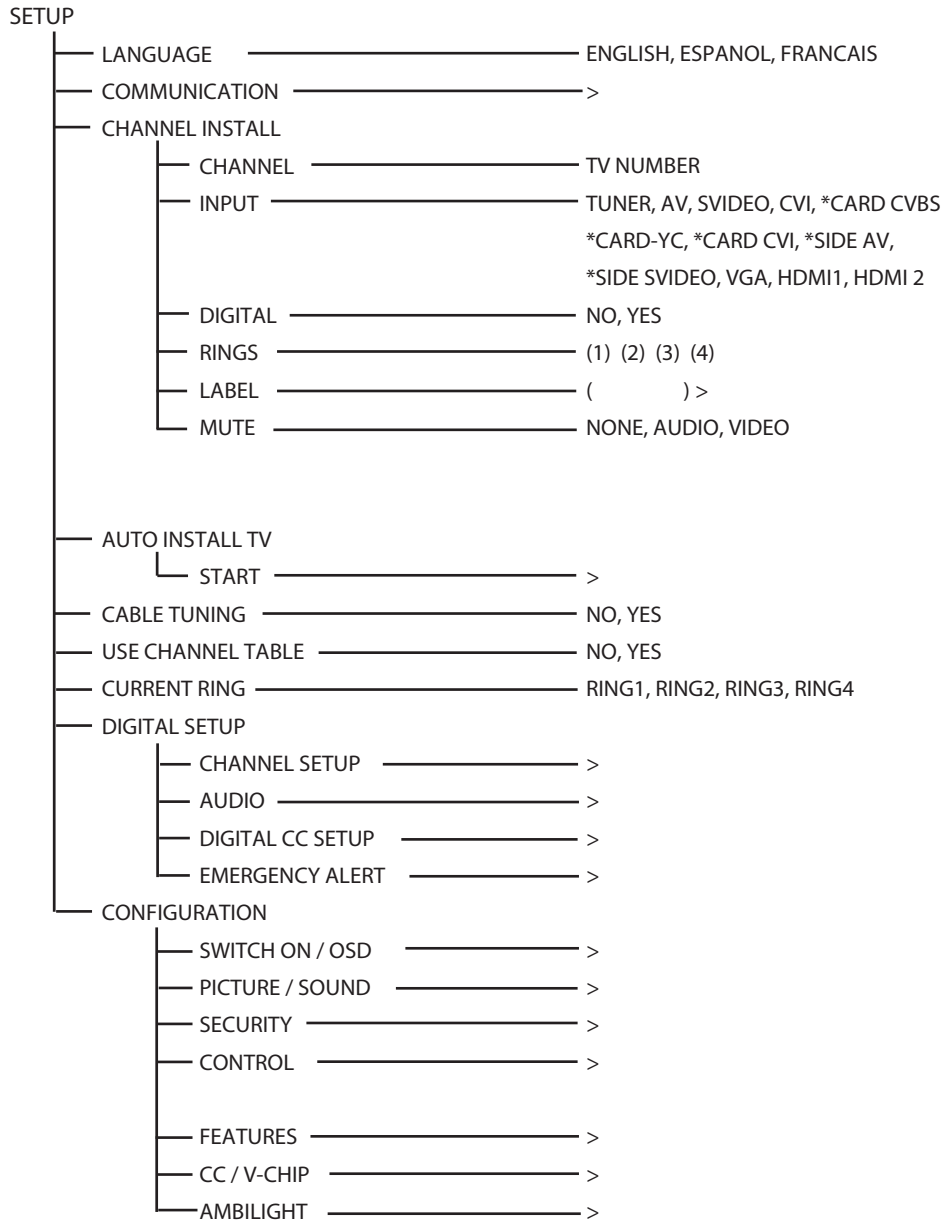 SETUP
LANGUAGE ENGLISH, ESPANOL, FRANCAIS
COMMUNICATION >
CHANNEL INSTALL
CHANNEL TV NUMBER
INPUT TUNER, AV, SVIDEO, CVI, *CARD CVBS
*CARD-YC, *CARD CVI, *SIDE AV,
*SIDE SVIDEO, VGA, HDMI1, HDMI 2
DIGITAL NO, YES
RINGS (1) (2) (3) (4)
LABEL ( ) >
MUTE NONE, AUDIO, VIDEO
AUTO INSTALL TV
START >
CABLE TUNING NO, YES
USE CHANNEL TABLE NO, YES
CURRENT RING RING1, RING2, RING3, RING4
DIGITAL SETUP
CHANNEL SETUP >
AUDIO >
DIGITAL CC SETUP >
EMERGENCY ALERT >
CONFIGURATION
SWITCH ON / OSD >
PICTURE / SOUND >
SECURITY >
CONTROL >
FEATURES >
CC / V-CHIP >
AMBILIGHT >